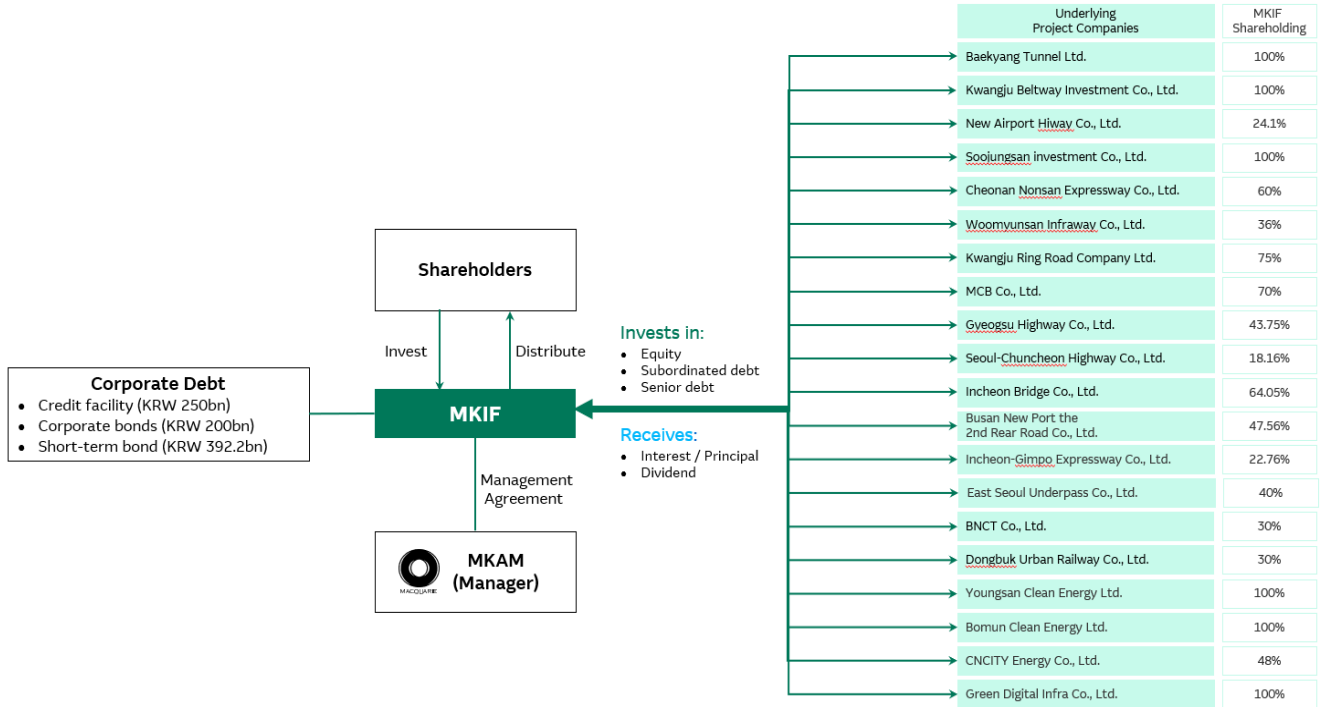 Underlying
Project Companies
MKIF
Shareholding
Baekyang Tunnel Ltd.
100%
Kwangju Beltway Investment Co., Ltd.
100%
New Airport Hiway Co., Ltd.
24.1%
Soojungsan investment Co., Ltd.
100%
Cheonan Nonsan Expressway Co., Ltd.
60%
Woomyunsan Infraway Co., Ltd.
36%
Kwangju Ring Road Company Ltd.
75%
MCB Co., Ltd.
70%
Gyeogsu Highway Co., Ltd.
43.75%
Seoul-Chuncheon Highway Co., Ltd.
18.16%
Incheon Bridge Co., Ltd.
64.05%
Busan New Port the
2nd Rear Road Co., Ltd.
47.56%
Incheon-Gimpo Expressway Co., Ltd.
22.76%
East Seoul Underpass Co., Ltd.
40%
BNCT Co., Ltd.
30%
Dongbuk Urban Railway Co., Ltd.
30%
Youngsan Clean Energy Ltd.
100%
Bomun Clean Energy Ltd.
100%
CNCITY Energy Co., Ltd.
48%
Green Digital Infra Co., Ltd.
100%
Shareholders
Invest
Distribute
Corporate Debt
• Credit facility (KRW 250bn)
• Corporate bonds (KRW 200bn)
• Short-term bond (KRW 392.2bn)
MKIF
Invests in:
• Equity
• Subordinated debt
• Senior debt
Receives:
• Interest / Principal
• Dividend
Management
Agreement
MACQUARIE
MKAM
(Manager)